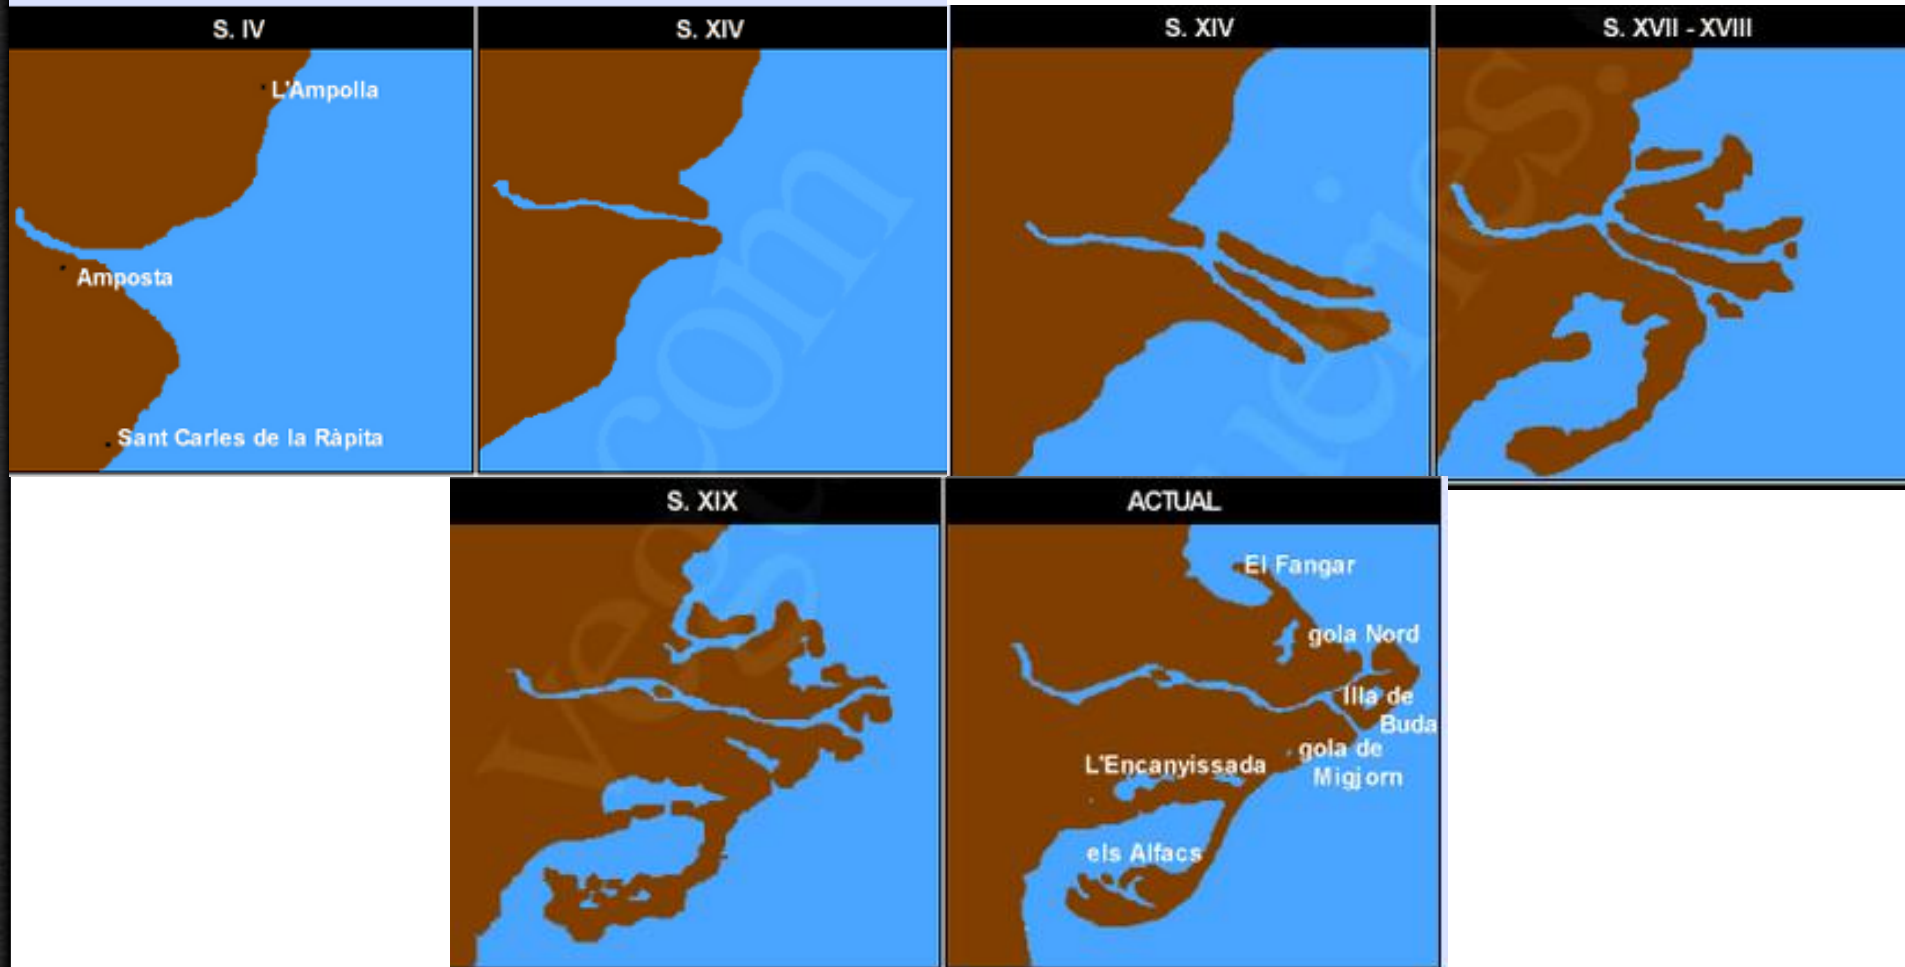 S. IV
L'Ampolla
Amposta
Sant Carles de la Ràpita
S. XIV
S. XIV
S. XVII - XVIII
S. XIX
ACTUAL
El Fangar
gola Nord
Illa de
Buda
gola de
Migjorn
L'Encanyissada
els Alfacs